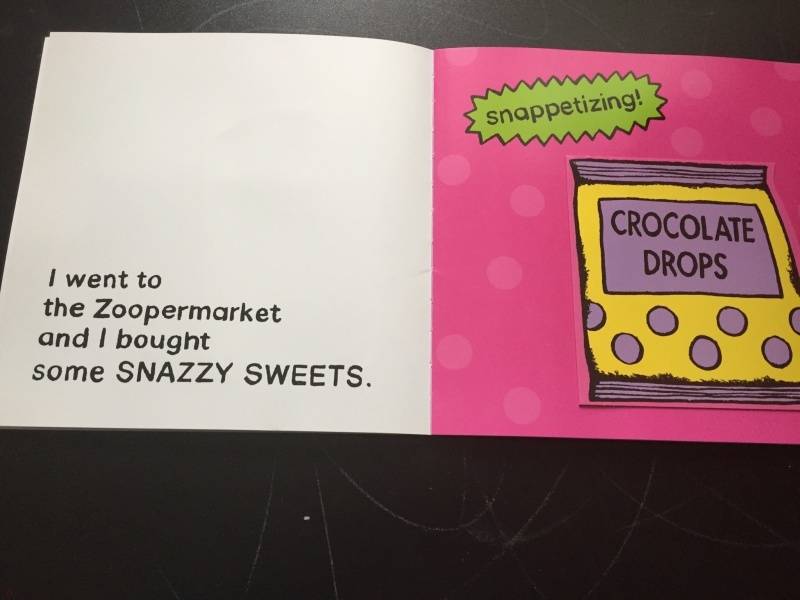 I went to
the Zoopermarket
and I bought
some SNAZZY SWEETS.
snappetizing!
CROCOLATE
DROPS